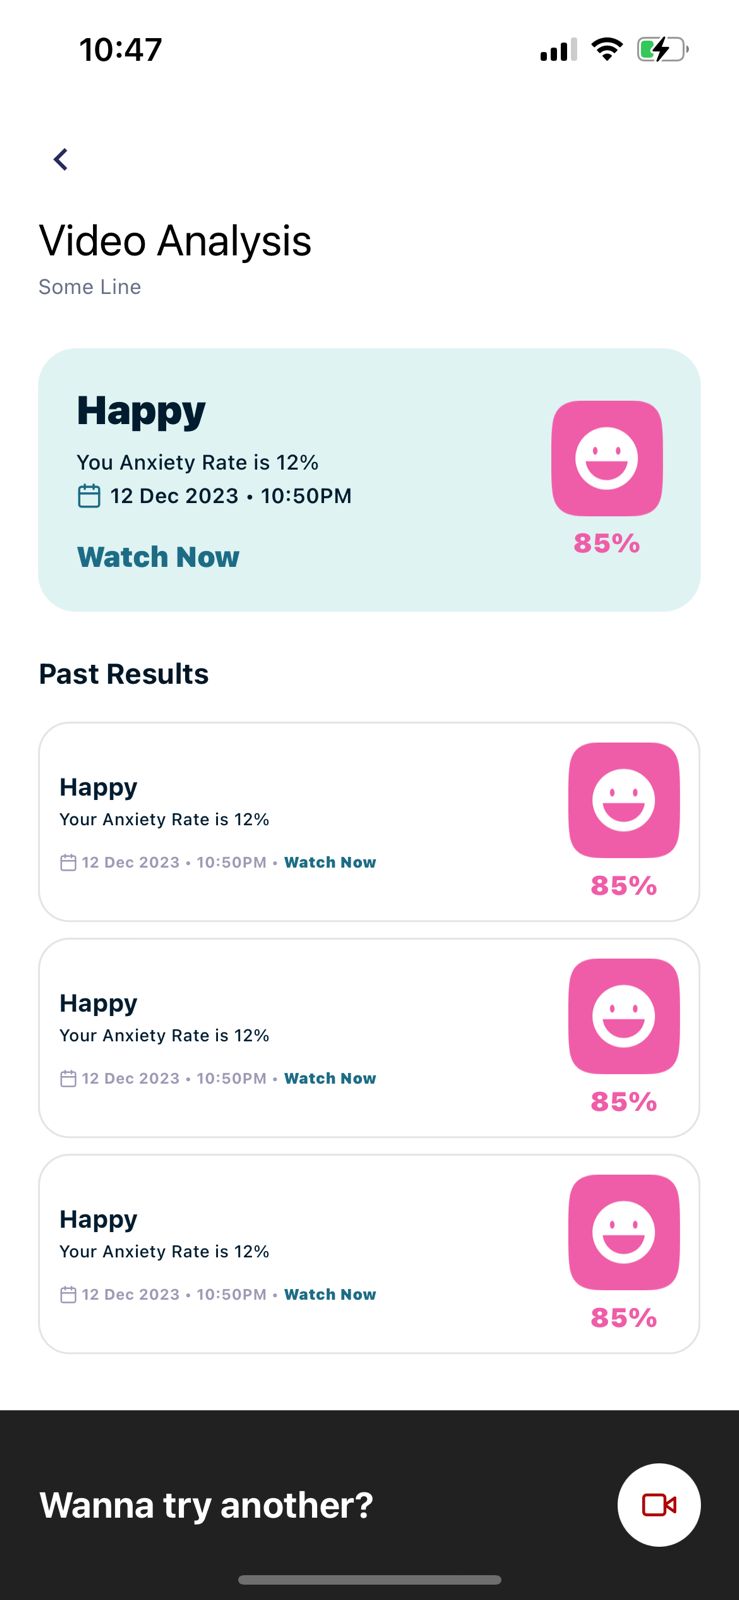 10:47
Video Analysis
Some Line
Happy
You Anxiety Rate is 12%
12 Dec 2023 • 10:50PM
Watch Now
85%
Past Results
Happy
Your Anxiety Rate is 12%
12 Dec 2023 • 10:50PM • Watch Now
85%
Happy
Your Anxiety Rate is 12%
12 Dec 2023 • 10:50PM • Watch Now
85%
Happy
Your Anxiety Rate is 12%
12 Dec 2023 • 10:50PM • Watch Now
85%
Wanna try another?